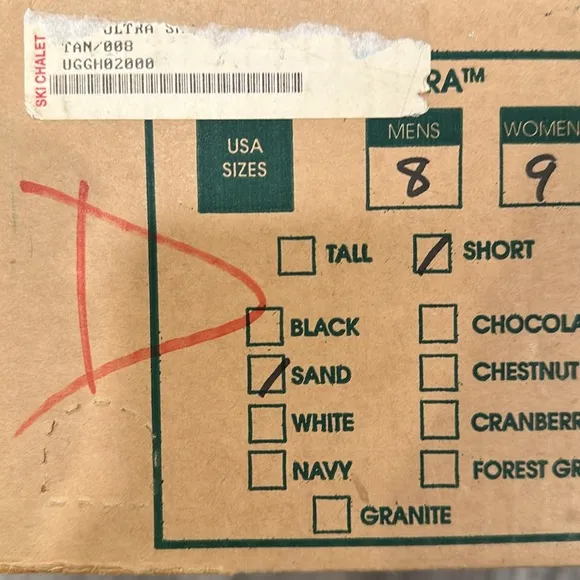 SKI CHALET
ULTRA
TAN/008
UGGH02000
RA™
USA
SIZES
MENS
8
WOMEN
9
TALL
SHORT
BLACK
CHOCOLA
SAND
CHESTNUT
WHITE
CRANBERR
NAVY
FOREST GR
GRANITE